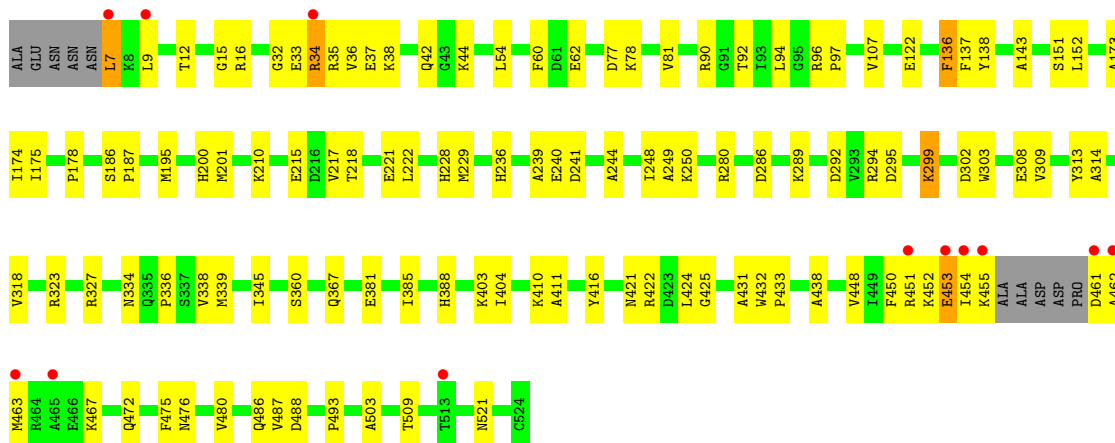 ALA GLU ASN ASN ASN L7 K8 L9 T12 G15 R16 G32 E33 R34 R35 V36 E37 K38 Q42 G43 K44 L54 F60 D61 E62 D77 K78 V81 R90 G91 T92 I93 L94 G95 R96 P97 V107 E122 F136 F137 Y138 A143 S151 L152 A173
I174 I175 P178 S186 P187 M195 H200 M201 K210 E215 D216 V217 T218 E221 L222 H228 M229 H236 A239 E240 D241 A244 I248 A249 K250 R280 D286 K289 D292 V293 R294 D295 K299 D302 W303 E308 V309 Y313 A314
V318 R323 R327 N334 Q335 P336 S337 V338 M339 I345 S360 Q367 E381 I385 H388 K403 I404 K410 A411 Y416 N421 R422 D423 L424 G425 A431 W432 P433 A438 V448 I449 F450 R451 K452 E453 I454 K455 ALA ALA ASP ASP PRO D461 A462
M463 R464 A465 E466 K467 Q472 F475 N476 V480 Q486 V487 D488 P493 A503 T509 T513 N521 C524